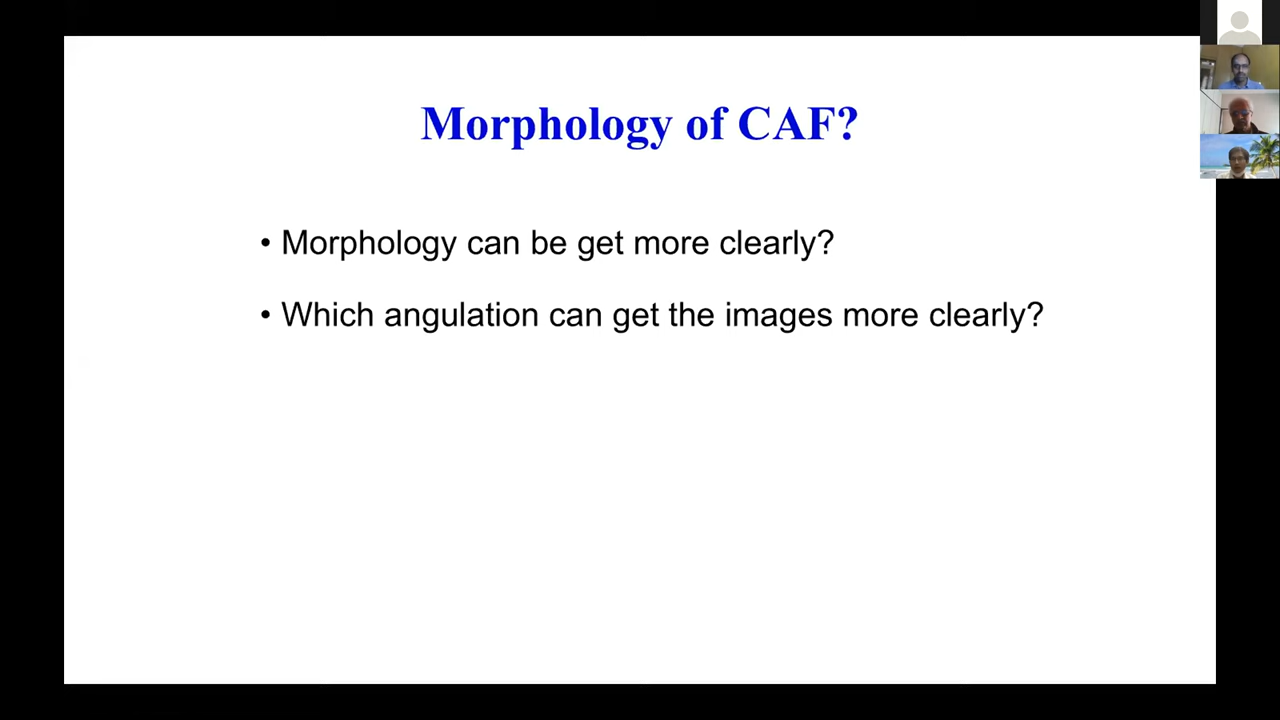 Morphology of CAF?
• Morphology can be get more clearly?
• Which angulation can get the images more clearly?